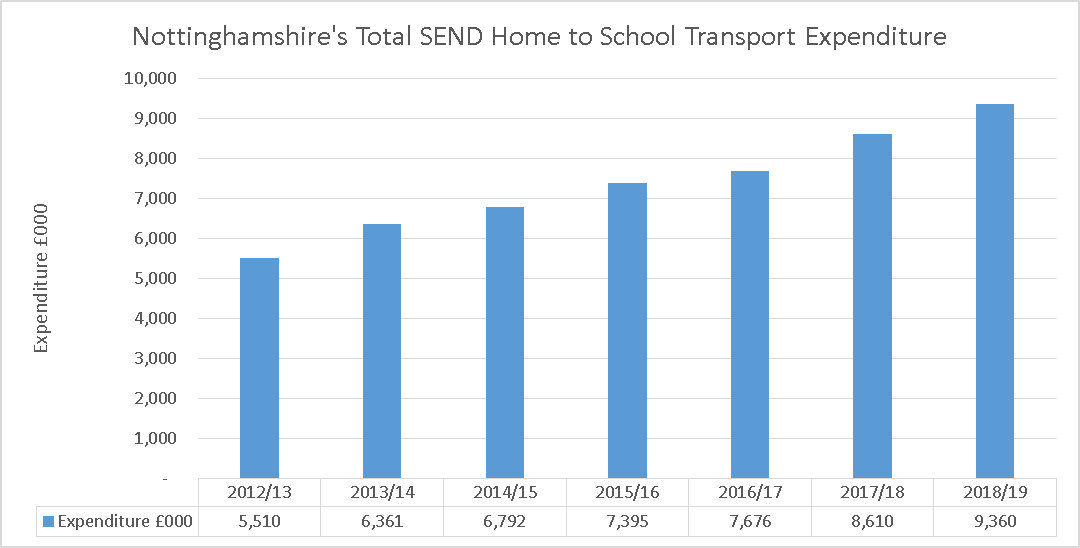 Nottinghamshire's Total SEND Home to School Transport Expenditure
Expenditure £000
10,000
9,000
8,000
7,000
6,000
5,000
4,000
3,000
2,000
1,000
-
2012/13 2013/14 2014/15 2015/16 2016/17 2017/18 2018/19
Expenditure £000 5,510 6,361 6,792 7,395 7,676 8,610 9,360